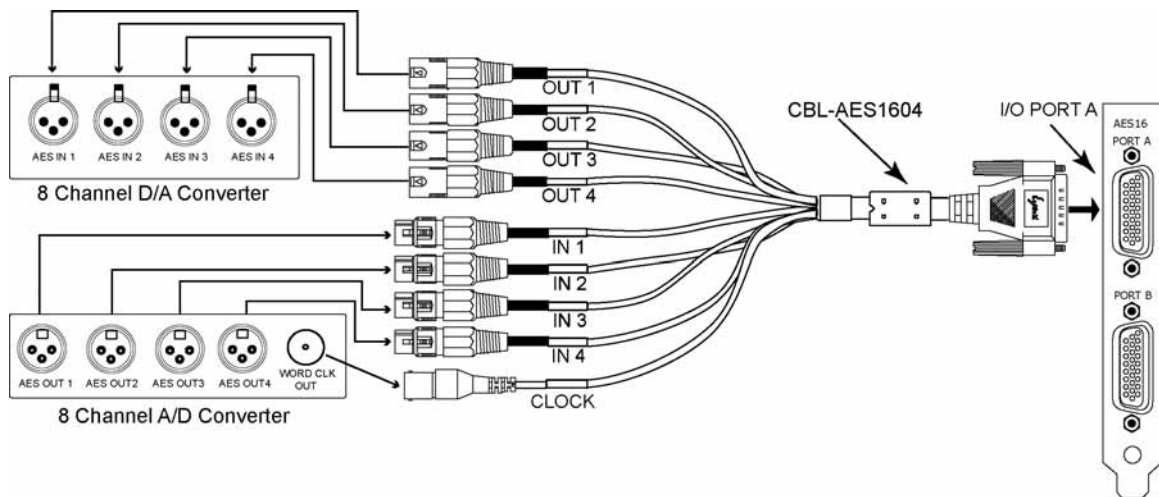 AES IN 1
AES IN 2
AES IN 3
AES IN 4
8 Channel D/A Converter
OUT 1
OUT 2
OUT 3
OUT 4
CBL-AES1604
I/O PORT A
AES16
PORT A
Lynx
IN 1
IN 2
IN 3
IN 4
CLOCK
PORT B
AES OUT 1
AES OUT2
AES OUT3
AES OUT4
WORD CLK
OUT
8 Channel A/D Converter